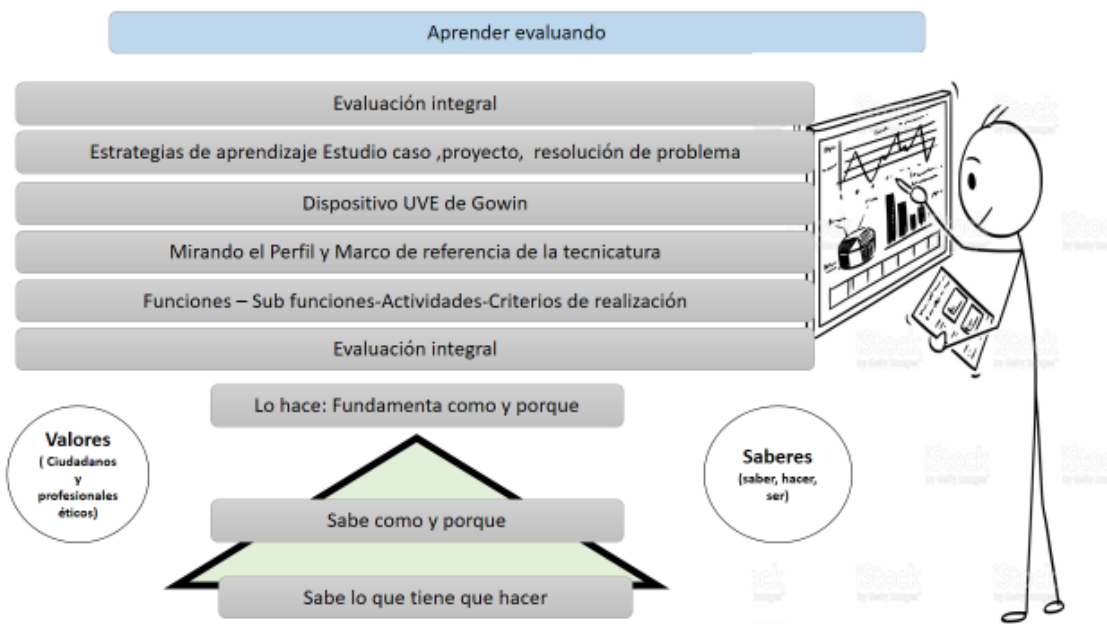 Aprender evaluando
Evaluación integral
Estrategias de aprendizaje Estudio caso ,proyecto, resolución de problema
Dispositivo UVE de Gowin
Mirando el Perfil y Marco de referencia de la tecnicatura
Funciones – Sub funciones-Actividades-Criterios de realización
Evaluación integral
Lo hace: Fundamenta como y porque
Valores
( Ciudadanos
y
profesionales
éticos)
Saberes
(saber, hacer,
ser)
Sabe como y porque
Sabe lo que tiene que hacer
iStock
by Getty Images